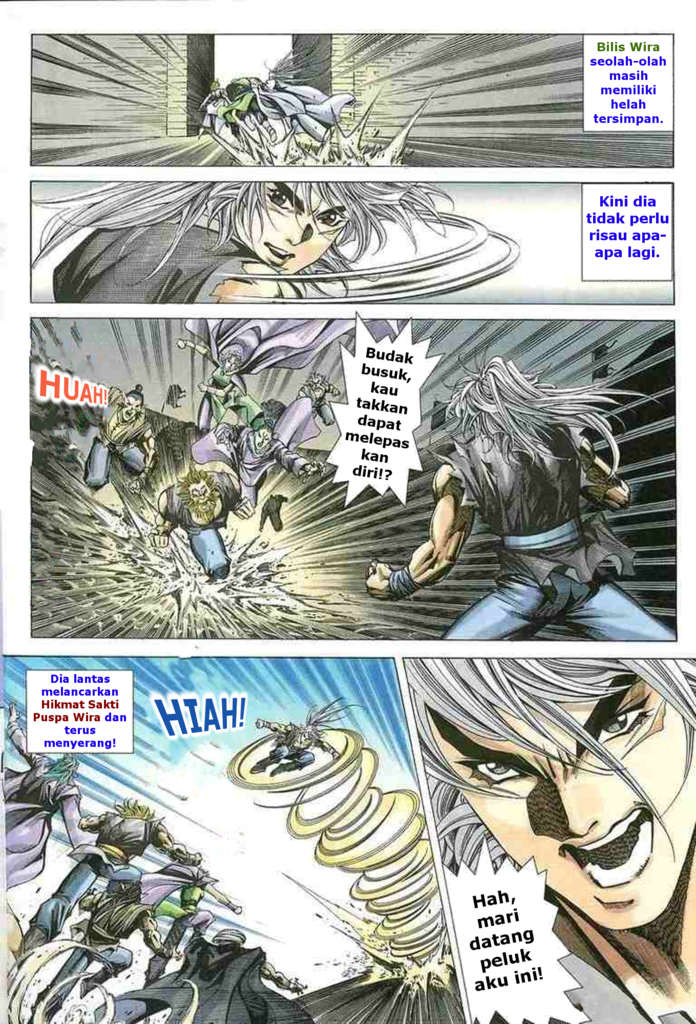 Bilis Wira
seolah-olah
masih
memiliki
helah
tersimpan.
Kini dia
tidak perlu
risau apa-
apa lagi.
HUAH!
Budak
busuk,
kau
takkan
dapat
melepas
kan
diri!?
Dia lantas
melancarkan
Hikmat Sakti
Puspa Wira dan
terus
menyerang!
HIAH!
Hah,
mari
datang
peluk
aku ini!